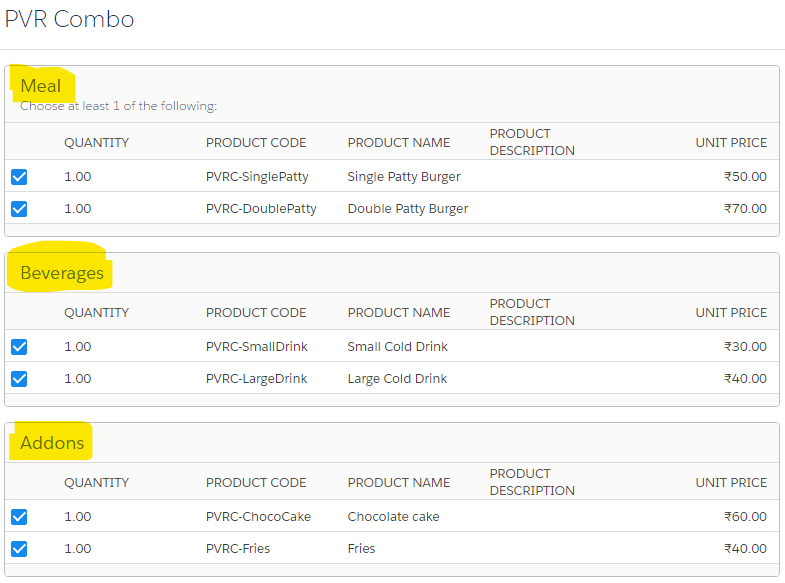 PVR Combo
Meal
Choose at least 1 of the following:
QUANTITY PRODUCT CODE PRODUCT NAME PRODUCT DESCRIPTION UNIT PRICE
1.00 PVRC-SinglePatty Single Patty Burger ₹50.00
1.00 PVRC-DoublePatty Double Patty Burger ₹70.00
Beverages
QUANTITY PRODUCT CODE PRODUCT NAME PRODUCT DESCRIPTION UNIT PRICE
1.00 PVRC-SmallDrink Small Cold Drink ₹30.00
1.00 PVRC-LargeDrink Large Cold Drink ₹40.00
Addons
QUANTITY PRODUCT CODE PRODUCT NAME PRODUCT DESCRIPTION UNIT PRICE
1.00 PVRC-ChocoCake Chocolate cake ₹60.00
1.00 PVRC-Fries Fries ₹40.00